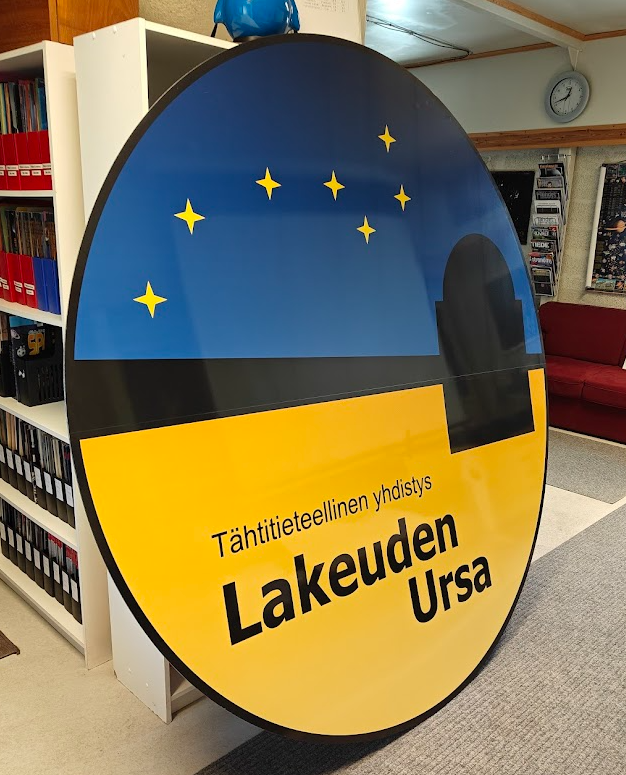 Tähtitieteellinen yhdistys
Lakeuden
Ursa